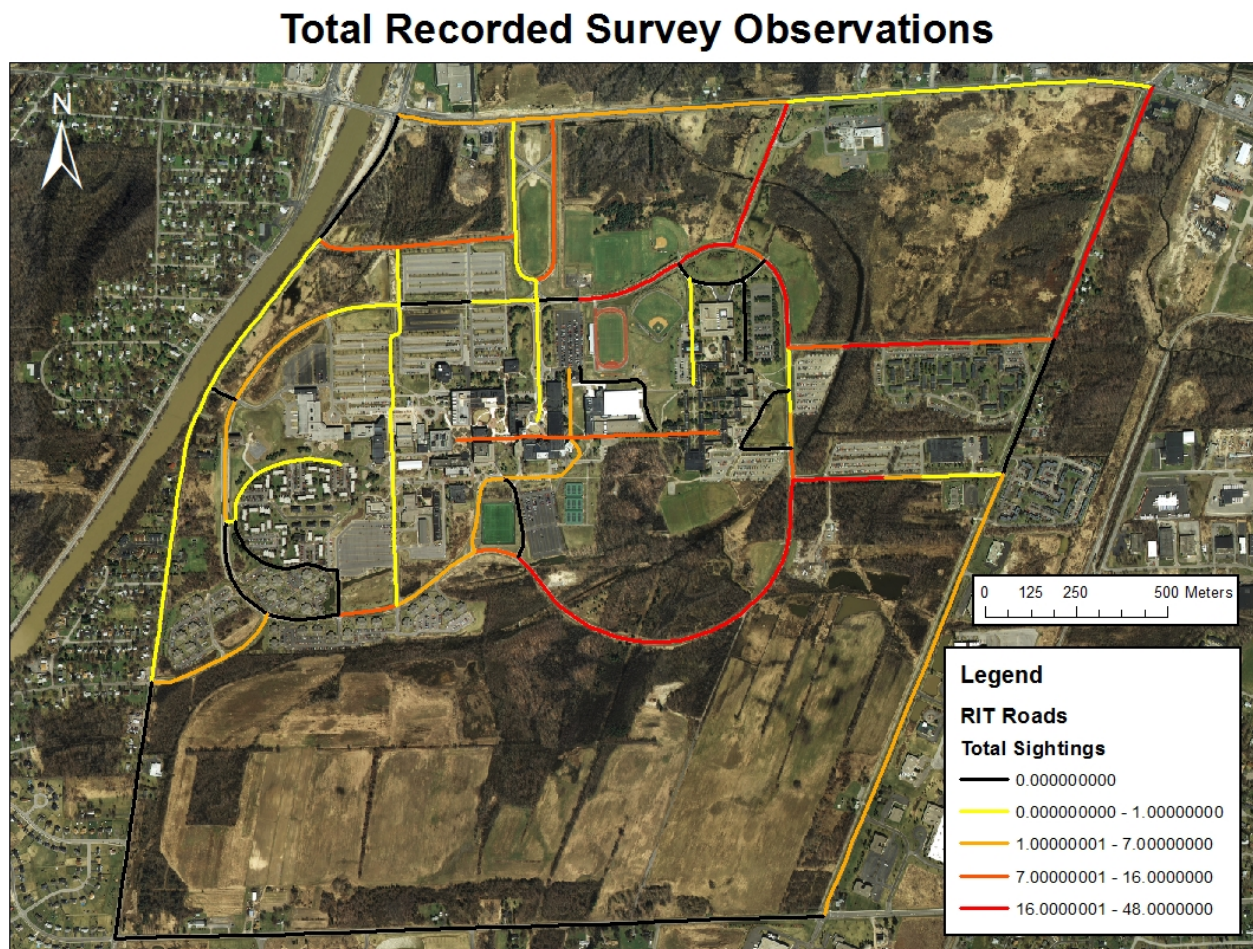 Total Recorded Survey Observations
N
0 125 250 500 Meters
Legend
RIT Roads
Total Sightings
0.000000000
0.000000000 - 1.00000000
1.00000001 - 7.00000000
7.00000001 - 16.0000000
16.0000001 - 48.0000000